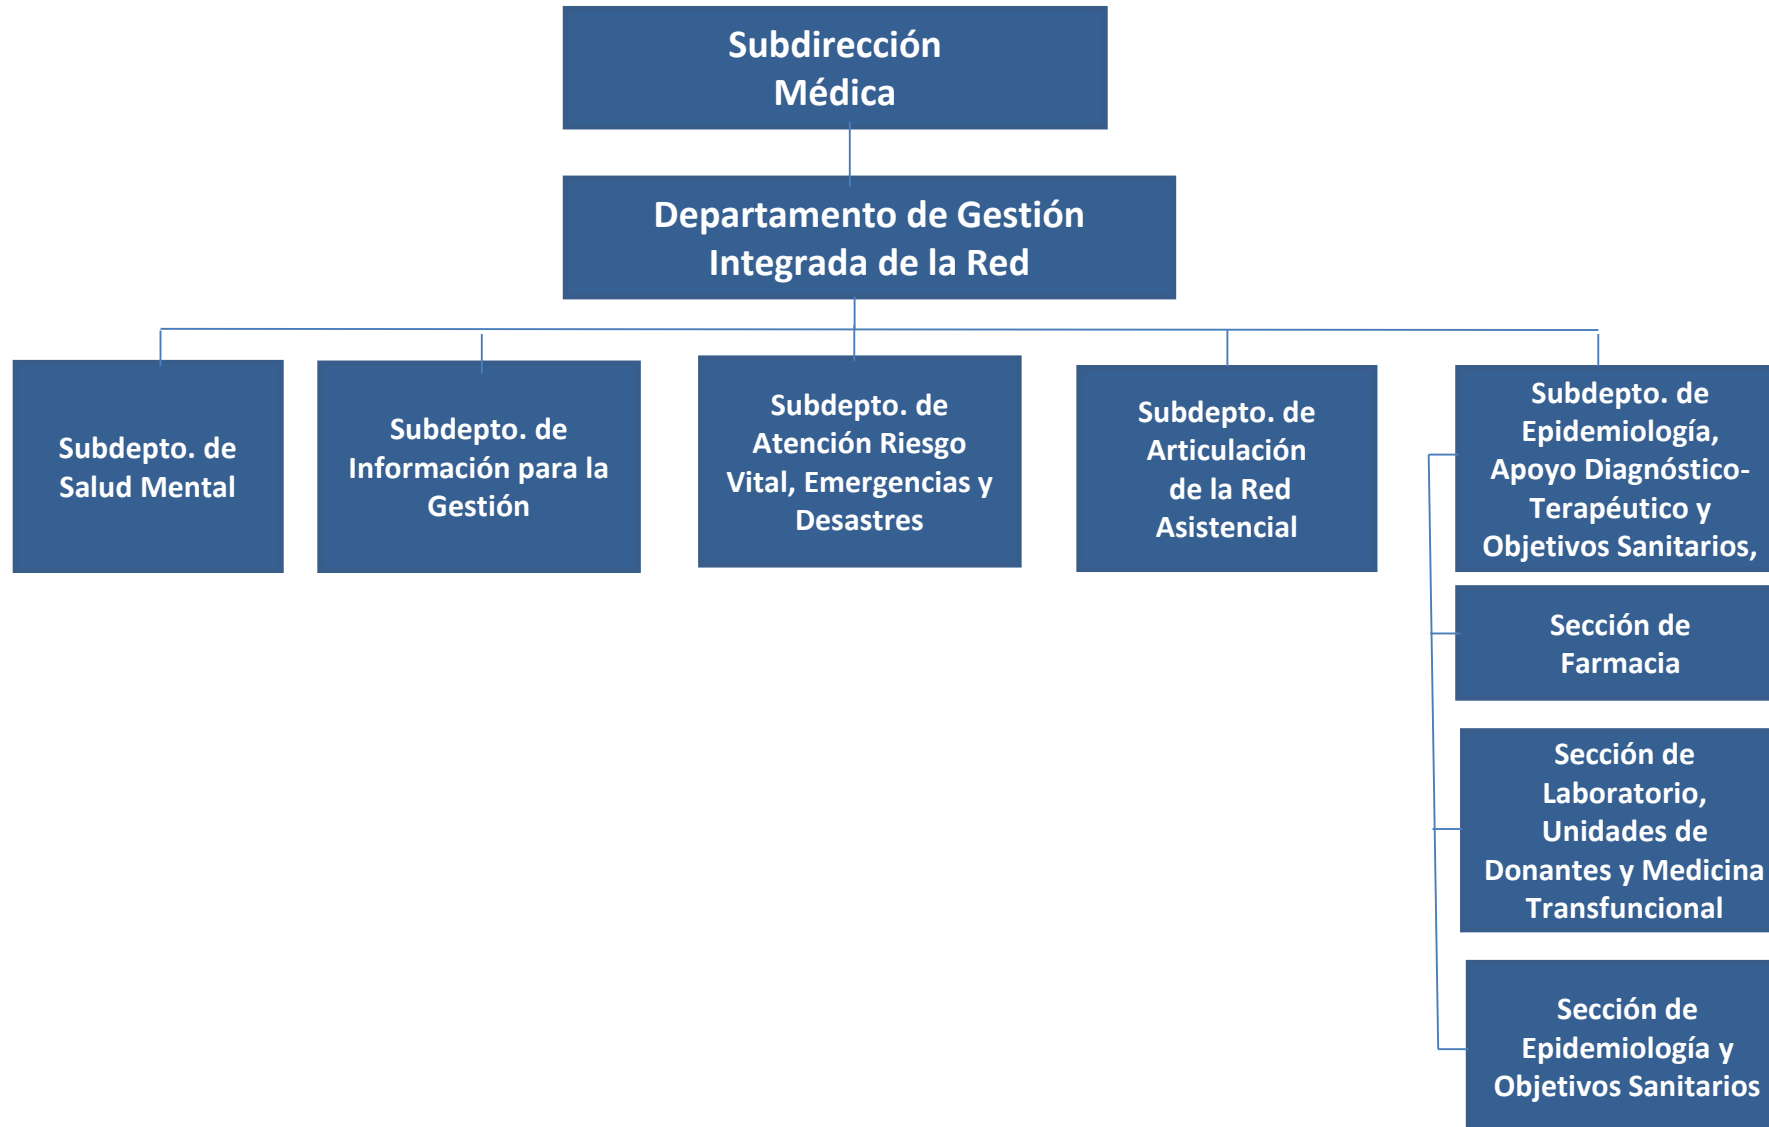 Subdirección
Médica
Departamento de Gestión
Integrada de la Red
Subdepto. de
Salud Mental
Subdepto. de
Información para la
Gestión
Subdepto. de
Atención Riesgo
Vital, Emergencias y
Desastres
Subdepto. de
Articulación
de la Red
Asistencial
Subdepto. de
Epidemiología,
Apoyo Diagnóstico-
Terapéutico y
Objetivos Sanitarios,
Sección de
Farmacia
Sección de
Laboratorio,
Unidades de
Donantes y Medicina
Transfuncional
Sección de
Epidemiología y
Objetivos Sanitarios